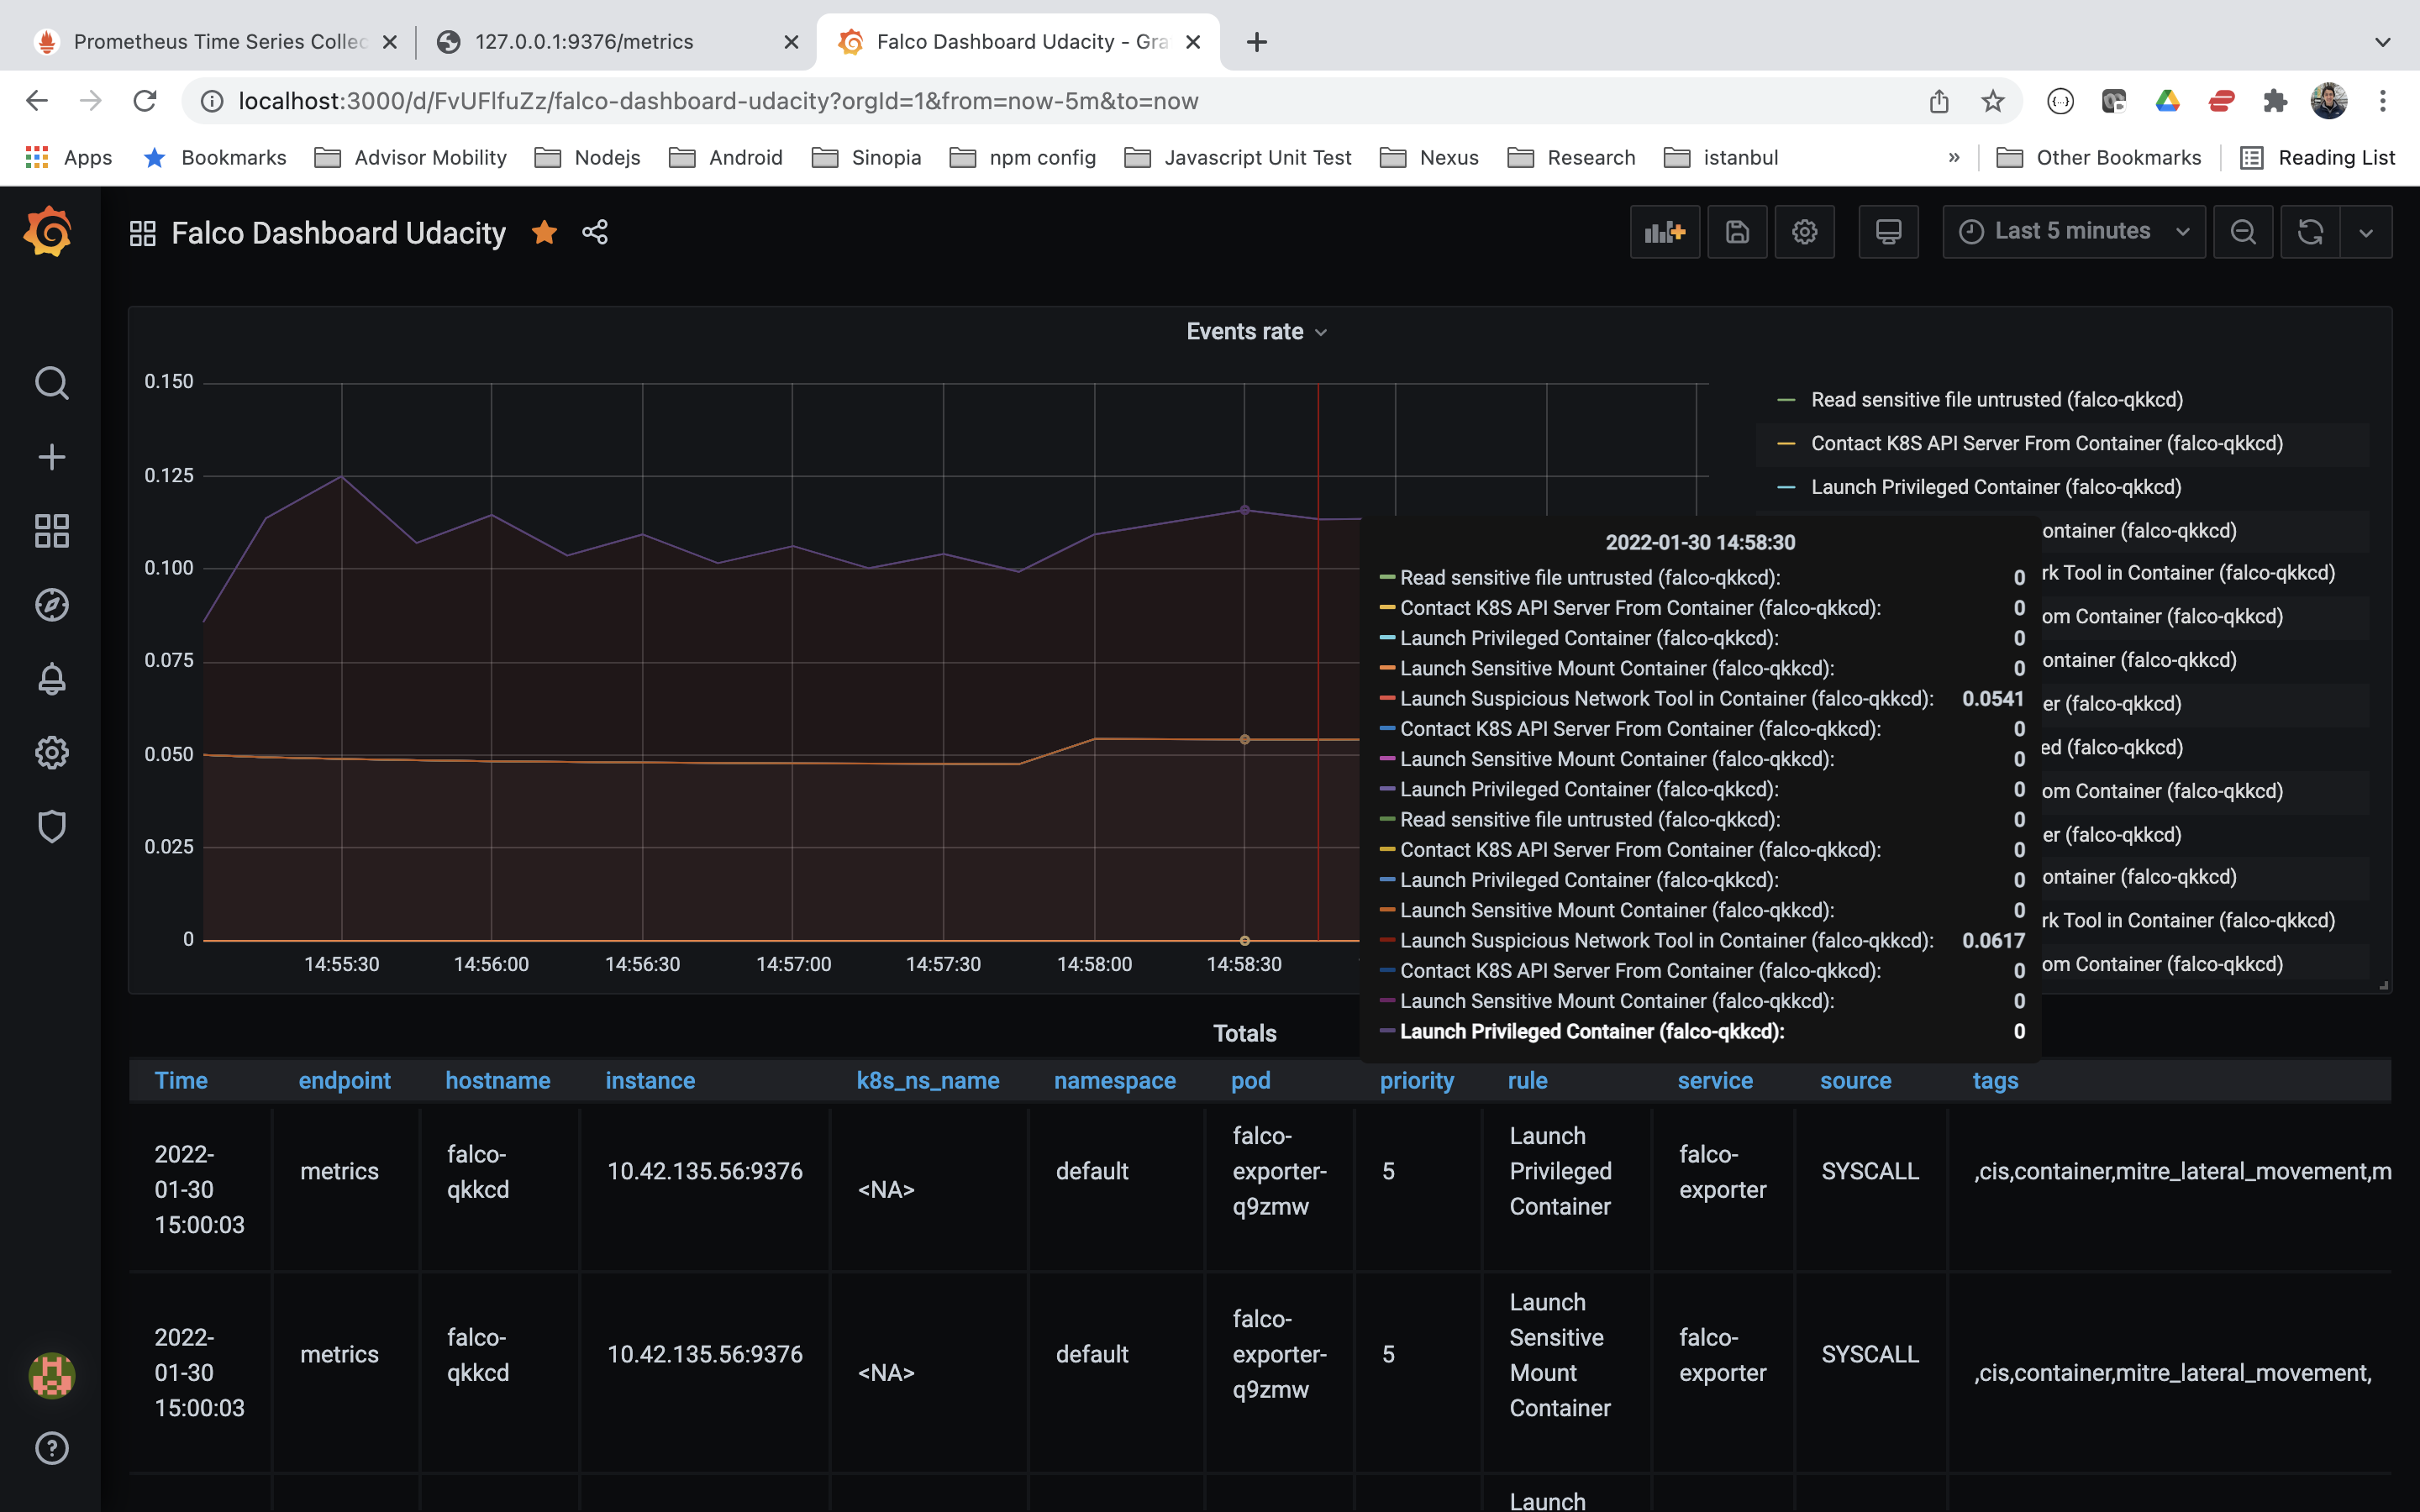 Prometheus Time Series Collec
127.0.0.1:9376/metrics
Falco Dashboard Udacity - Gra
localhost:3000/d/FvUFlfuZz/falco-dashboard-udacity?orgId=1&from=now-5m&to=now
Apps
Bookmarks
Advisor Mobility
Nodejs
Android
Sinopia
npm config
Javascript Unit Test
Nexus
Research
istanbul
»
Other Bookmarks
Reading List
Falco Dashboard Udacity
Last 5 minutes
Events rate
0.150
0.125
0.100
0.075
0.050
0.025
0
14:55:30
14:56:00
14:56:30
14:57:00
14:57:30
14:58:00
14:58:30
Read sensitive file untrusted (falco-qkkcd)
Contact K8S API Server From Container (falco-qkkcd)
Launch Privileged Container (falco-qkkcd)
ontainer (falco-qkkcd)
rk Tool in Container (falco-qkkcd)
om Container (falco-qkkcd)
ontainer (falco-qkkcd)
er (falco-qkkcd)
ed (falco-qkkcd)
om Container (falco-qkkcd)
er (falco-qkkcd)
ontainer (falco-qkkcd)
rk Tool in Container (falco-qkkcd)
om Container (falco-qkkcd)
2022-01-30 14:58:30
Read sensitive file untrusted (falco-qkkcd): 0
Contact K8S API Server From Container (falco-qkkcd): 0
Launch Privileged Container (falco-qkkcd): 0
Launch Sensitive Mount Container (falco-qkkcd): 0
Launch Suspicious Network Tool in Container (falco-qkkcd): 0.0541
Contact K8S API Server From Container (falco-qkkcd): 0
Launch Sensitive Mount Container (falco-qkkcd): 0
Launch Privileged Container (falco-qkkcd): 0
Read sensitive file untrusted (falco-qkkcd): 0
Contact K8S API Server From Container (falco-qkkcd): 0
Launch Privileged Container (falco-qkkcd): 0
Launch Sensitive Mount Container (falco-qkkcd): 0
Launch Suspicious Network Tool in Container (falco-qkkcd): 0.0617
Contact K8S API Server From Container (falco-qkkcd): 0
Launch Sensitive Mount Container (falco-qkkcd): 0
Launch Privileged Container (falco-qkkcd): 0
Totals
Time endpoint hostname instance k8s_ns_name namespace pod priority rule service source tags
2022-
01-30
15:00:03
metrics
falco-
qkkcd
10.42.135.56:9376
<NA>
default
falco-
exporter-
q9zmw
5
Launch
Privileged
Container
falco-
exporter
SYSCALL
,cis,container,mitre_lateral_movement,m
2022-
01-30
15:00:03
metrics
falco-
qkkcd
10.42.135.56:9376
<NA>
default
falco-
exporter-
q9zmw
5
Launch
Sensitive
Mount
Container
falco-
exporter
SYSCALL
,cis,container,mitre_lateral_movement,
Launch